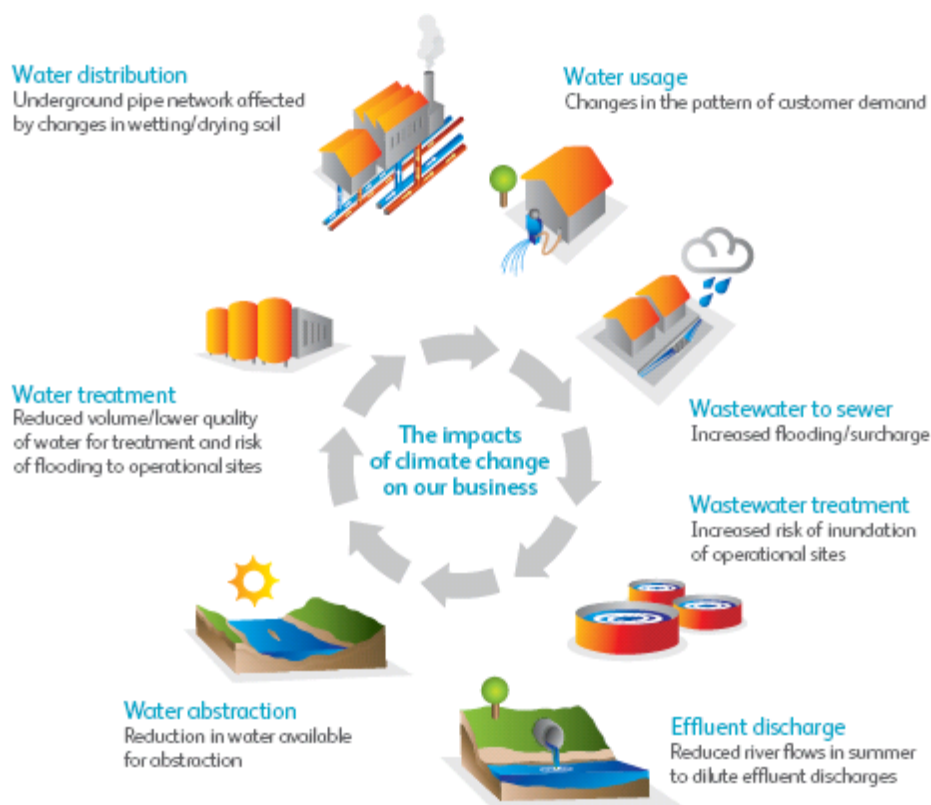 Water distribution
Underground pipe network affected
by changes in wetting/drying soil
Water usage
Changes in the pattern of customer demand
Water treatment
Reduced volume/lower quality
of water for treatment and risk
of flooding to operational sites
The impacts
of climate change
on our business
Wastewater to sewer
Increased flooding/surcharge
Wastewater treatment
Increased risk of inundation
of operational sites
Water abstraction
Reduction in water available
for abstraction
Effluent discharge
Reduced river flows in summer
to dilute effluent discharges